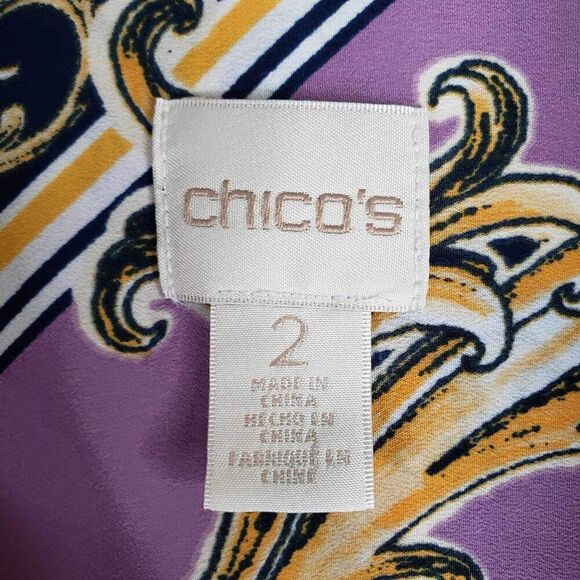 chico's
2
MADE IN
CHINA
HECHO EN
CHINA
FABRIQUÉ EN
CHINE